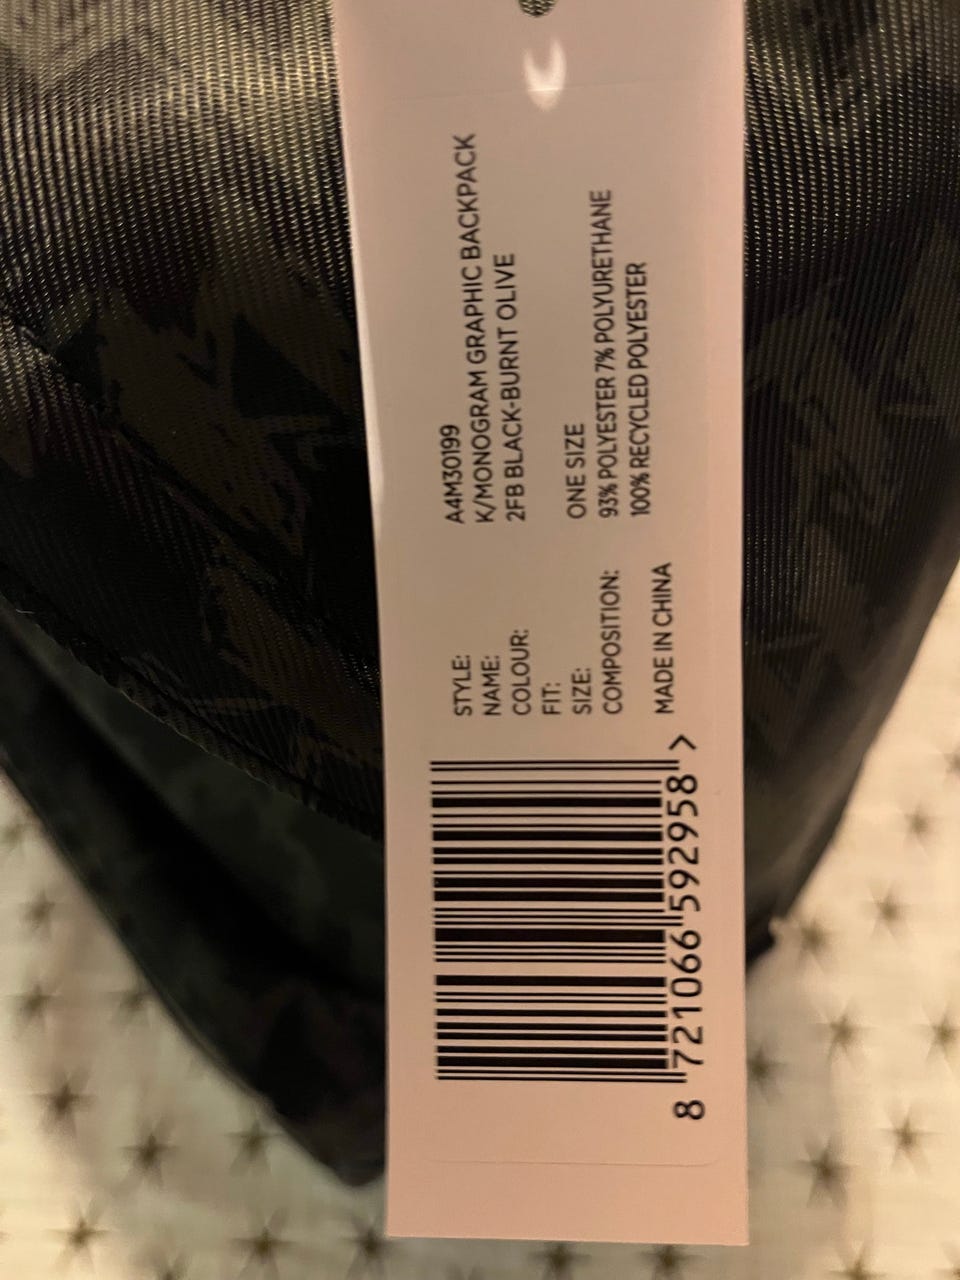 STYLE: A4M30199
NAME: K/MONOGRAM GRAPHIC BACKPACK
COLOUR: 2FB BLACK-BURNT OLIVE
FIT:
SIZE: ONE SIZE
COMPOSITION: 93% POLYESTER 7% POLYURETHANE
100% RECYCLED POLYESTER
MADE IN CHINA
8 721066 592958 >